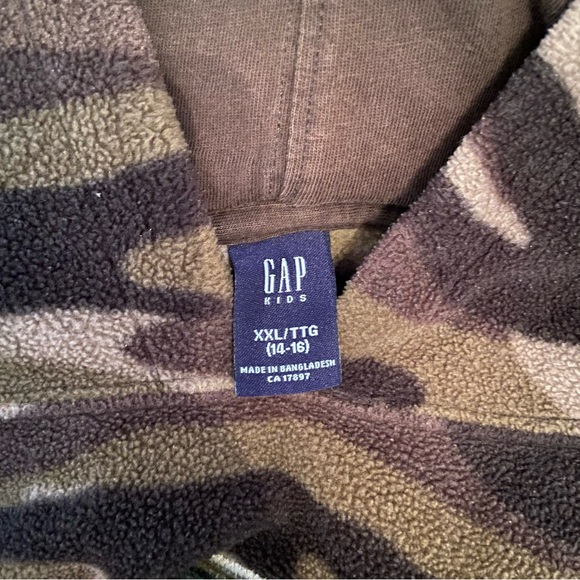 GAP
KIDS
XXL/TTG
(14-16)
MADE IN BANGLADESH
CA 17897